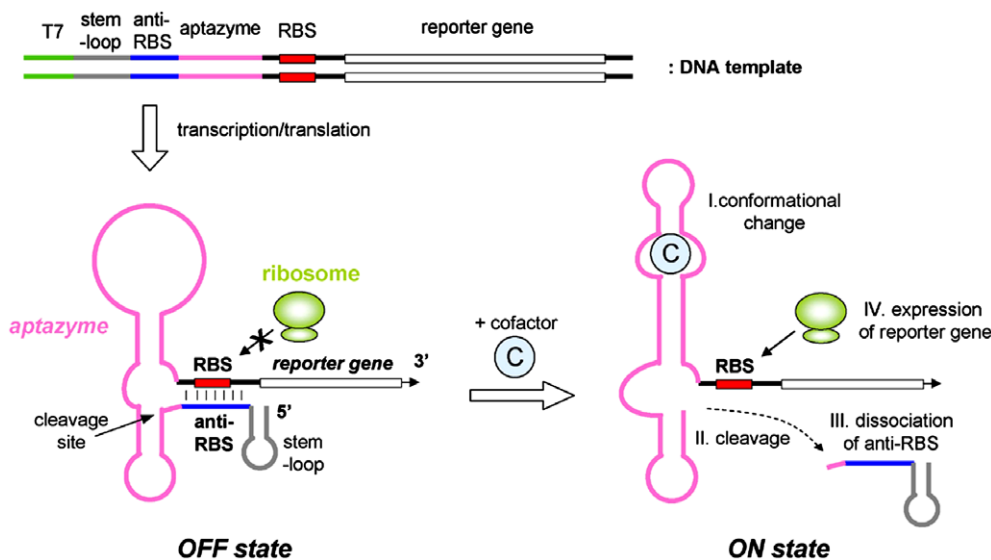 T7
stem
-loop
anti-
RBS
aptazyme
RBS
reporter gene
: DNA template
transcription/translation
aptazyme
ribosome
RBS
reporter gene
3’
cleavage
site
anti-
RBS
5’
stem
-loop
OFF state
+ cofactor
C
I.conformational
change
C
IV. expression
of reporter gene
RBS
II. cleavage
III. dissociation
of anti-RBS
ON state